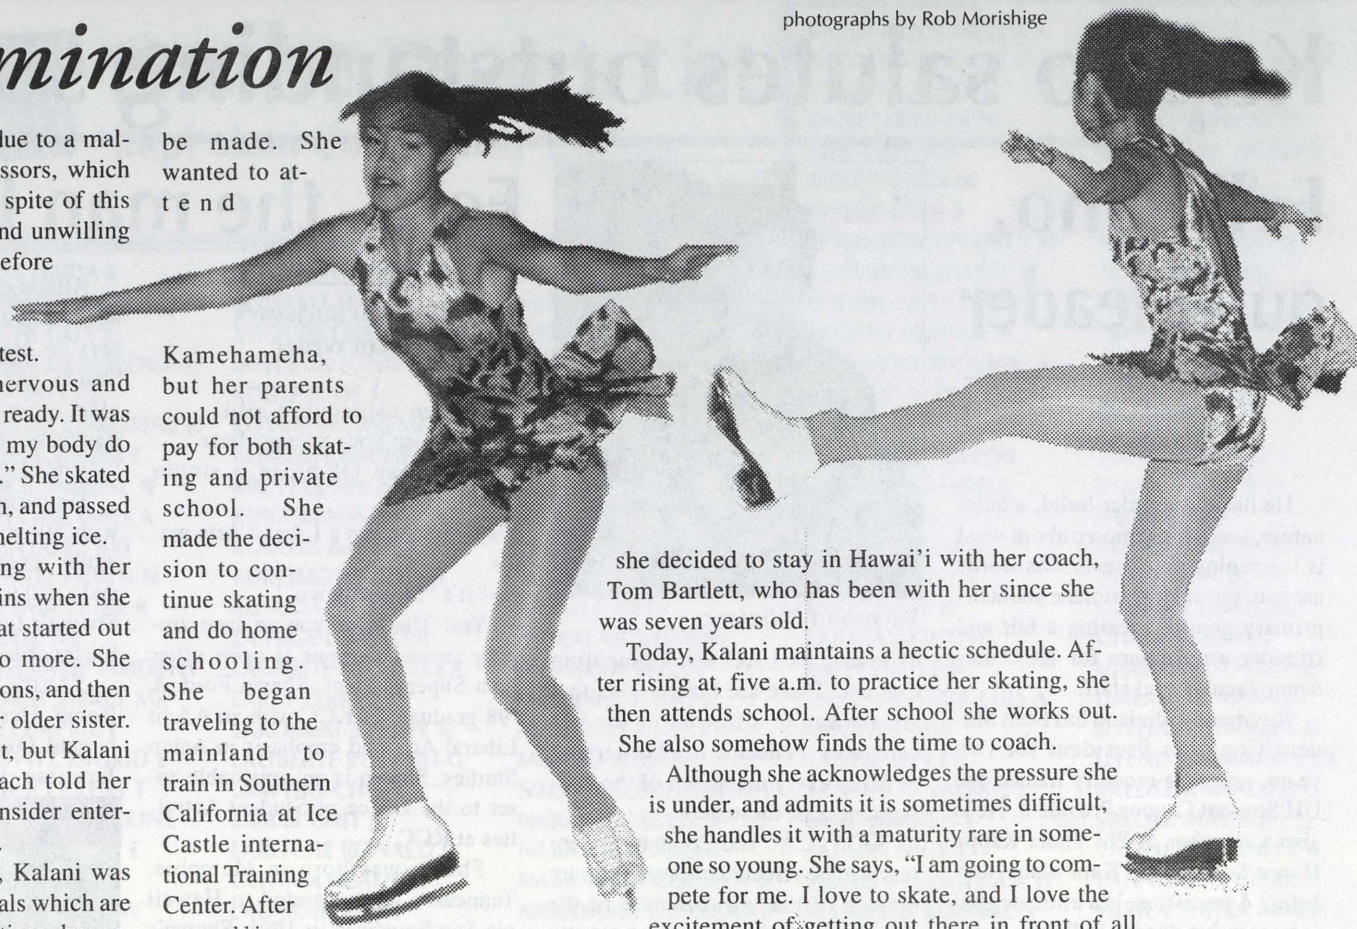 mination
photographs by Rob Morishige
due to a mal-
ssors, which
spite of this
nd unwilling
efore
test.
nervous and
ready. It was
my body do
." She skated
n, and passed
nelting ice.
ng with her
ins when she
at started out
o more. She
ons, and then
r older sister.
t, but Kalani
ach told her
nsider enter-
Kalani was
als which are
be made. She
wanted to at-
tend
Kamehameha,
but her parents
could not afford to
pay for both skat-
ing and private
school. She
made the deci-
sion to con-
tinue skating
and do home
schooling.
She began
traveling to the
mainland to
train in Southern
California at Ice
Castle interna-
tional Training
Center. After
she decided to stay in Hawai'i with her coach
Tom Bartlett, who has been with her since she
was seven years old.
Today, Kalani maintains a hectic schedule. Af-
ter rising at, five a.m. to practice her skating, she
then attends school. After school she works out.
She also somehow finds the time to coach.
Although she acknowledges the pressure she
is under, and admits it is sometimes difficult,
she handles it with a maturity rare in some-
one so young. She says, "I am going to com-
pete for me. I love to skate, and I love the
excitement of getting out there in front of all